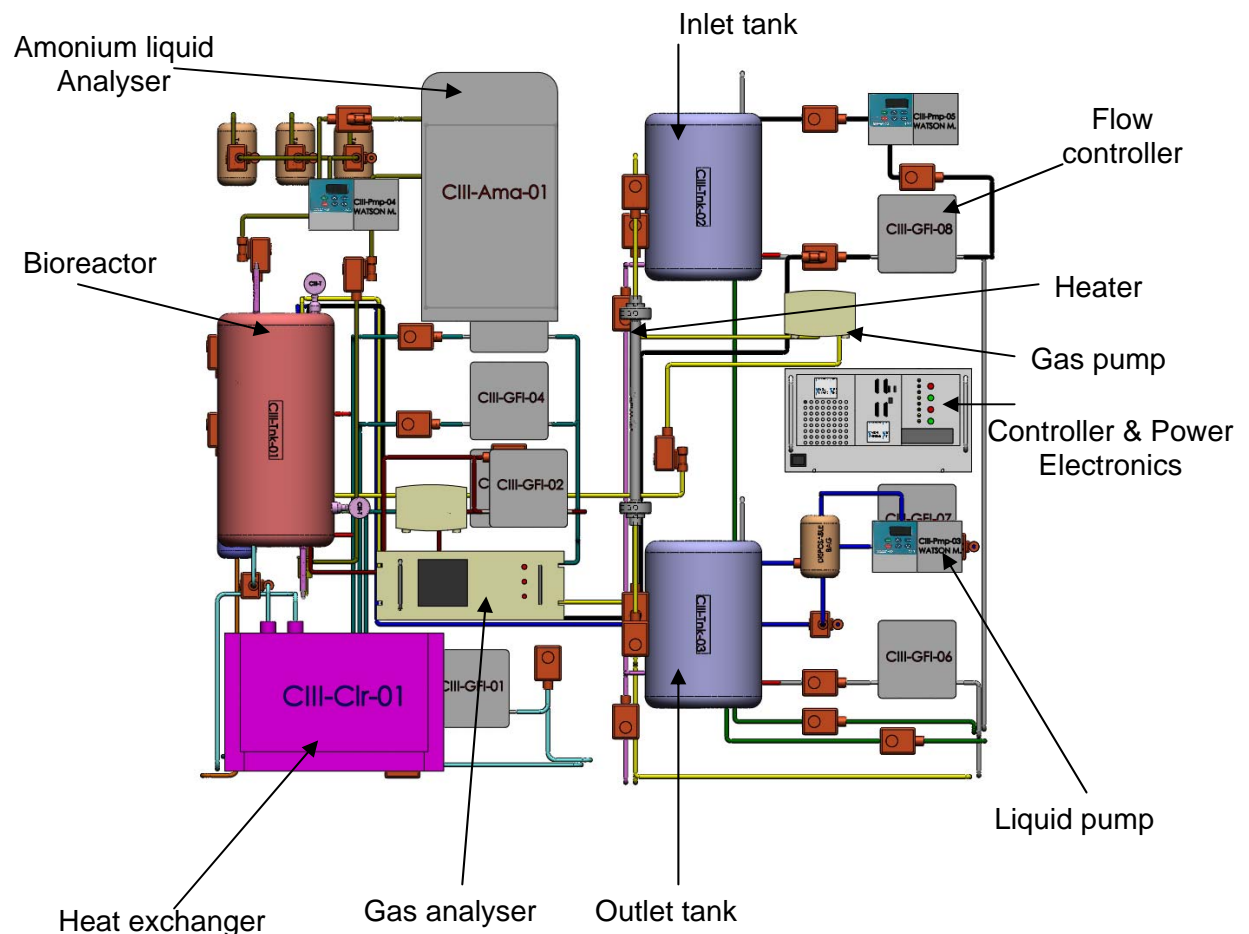 Inlet tank
Amonium liquid
Analyser
Flow
controller
CIII-Pmp-05
WATSON M.
CIII-Ama-01
CIII-Pmp-04
WATSON M.
CIII-Tnk-02
CIII-GFI-08
Bioreactor
Heater
Gas pump
CIII-Tnk-01
CIII-GFI-04
Controller & Power
Electronics
CIII-GFI-02
DISPOSABLE
BAG
CIII-Pmp-03
WATSON M.
CIII-Tnk-03
CIII-GFI-06
CIII-GFI-01
CIII-Clr-01
Liquid pump
Heat exchanger
Gas analyser
Outlet tank